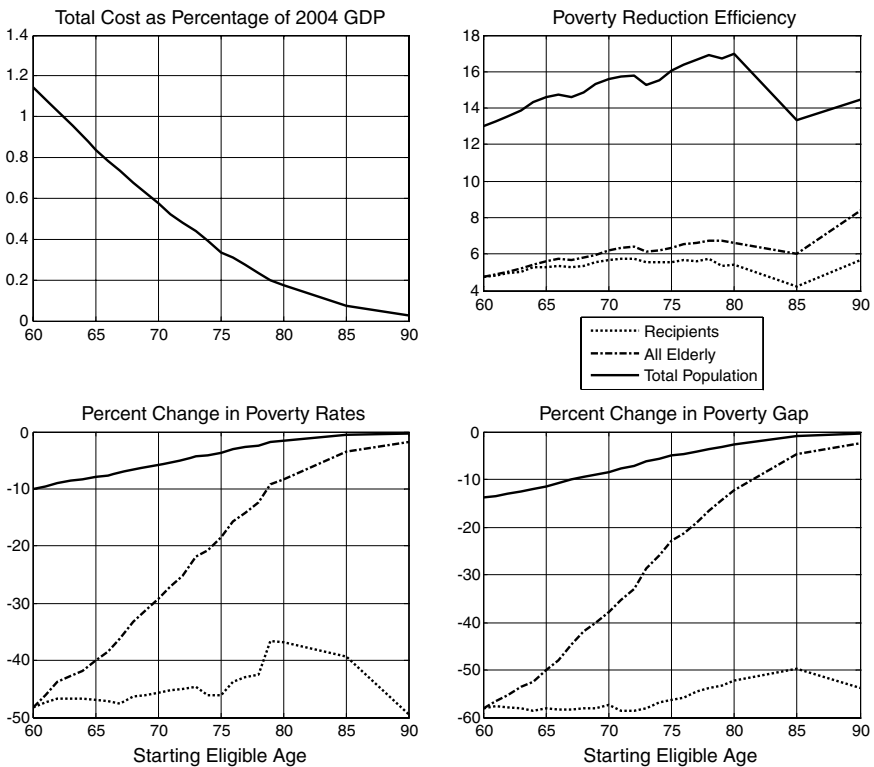 Total Cost as Percentage of 2004 GDP
1.4
1.2
1
0.8
0.6
0.4
0.2
0
60 65 70 75 80 85 90
Poverty Reduction Efficiency
18
16
14
12
10
8
6
4
60 65 70 75 80 85 90
Recipients
All Elderly
Total Population
Percent Change in Poverty Rates
0
-10
-20
-30
-40
-50
60 65 70 75 80 85 90
Starting Eligible Age
Percent Change in Poverty Gap
0
-10
-20
-30
-40
-50
-60
60 65 70 75 80 85 90
Starting Eligible Age